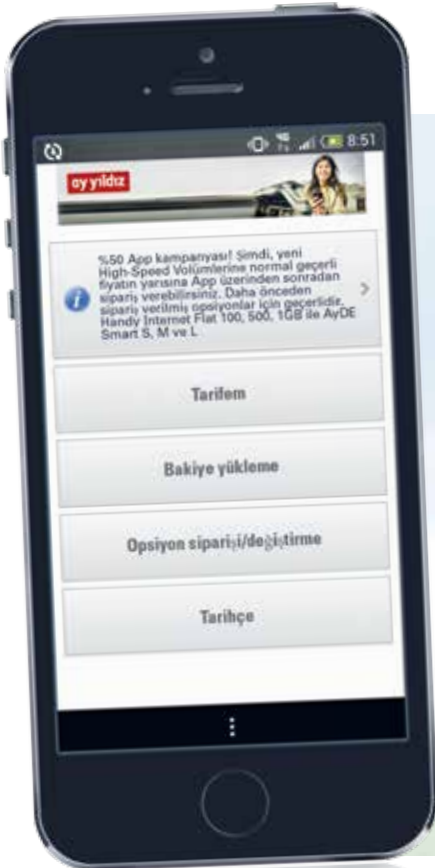 8:51
ay yıldız
%50 App kampanyası! Şimdi, yeni
High-Speed Volümlerine normal geçerli
fiyatın yarısına App üzerinden sonradan
sipariş verebilirsiniz. Daha önceden
sipariş verilmiş opsiyonlar için geçerlidir.
Handy Internet Flat 100, 500, 1GB ile AyDE
Smart S, M ve L
Tarifem
Bakiye yükleme
Opsiyon siparişi/değiştirme
Tarihçe